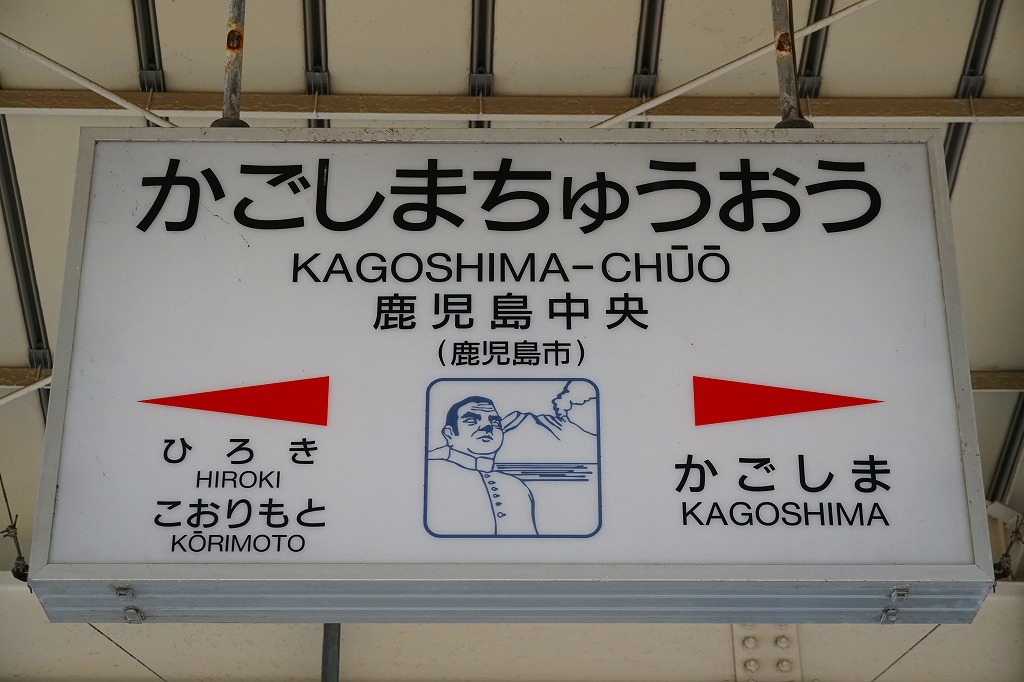 かごしまちゅうおう
KAGOSHIMA-CHŪŌ
鹿児島中央
(鹿児島市)
ひろき
HIROKI
こおりもと
KŌRIMOTO
かごしま
KAGOSHIMA